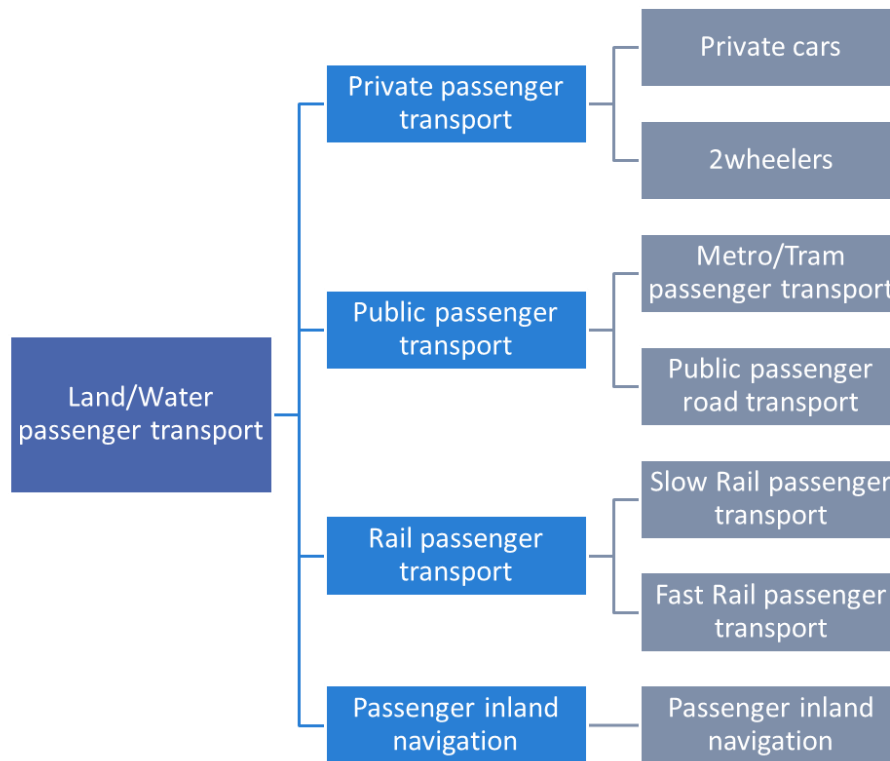 Private cars
Private passenger
transport
2wheelers
Metro/Tram
passenger transport
Public passenger
transport
Public passenger
road transport
Land/Water
passenger transport
Slow Rail passenger
transport
Rail passenger
transport
Fast Rail passenger
transport
Passenger inland
navigation
Passenger inland
navigation